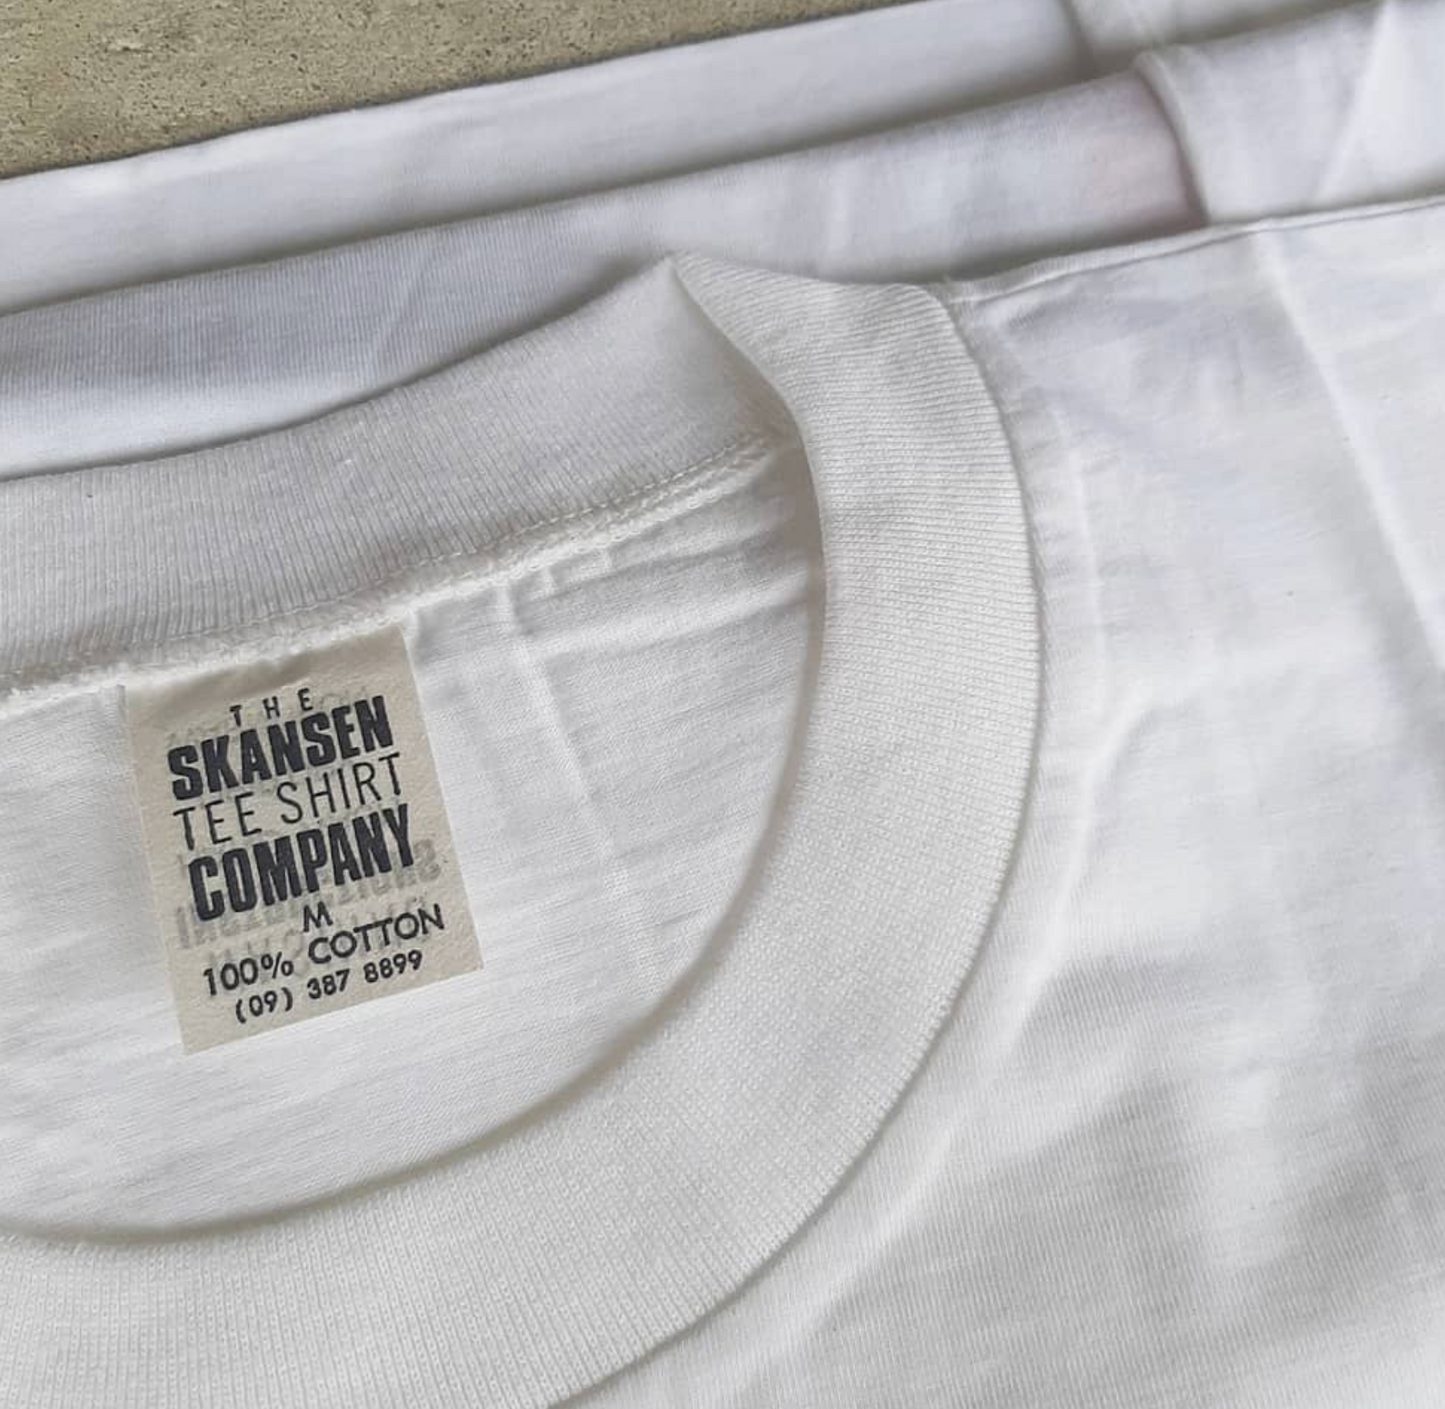 THE
SKANSEN
TEE SHIRT
COMPANY
M
100% COTTON
(09) 387 8899